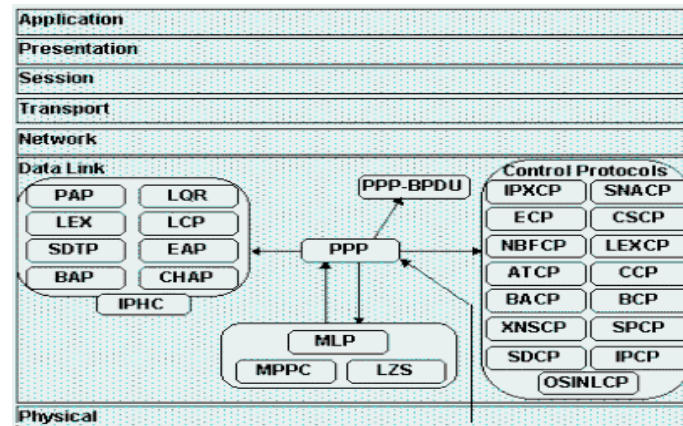 Application
Presentation
Session
Transport
Network
Data Link
PAP LQR
LEX LCP
SDTP EAP
BAP CHAP
IPHC
PPP-BPDU
PPP
MLP
MPPC LZS
Control Protocols
IPXCP SNACP
ECP CSCP
NBFCP LEXCP
ATCP CCP
BACP BCP
XNSCP SPCP
SDCP IPCP
OSINLCP
Physical